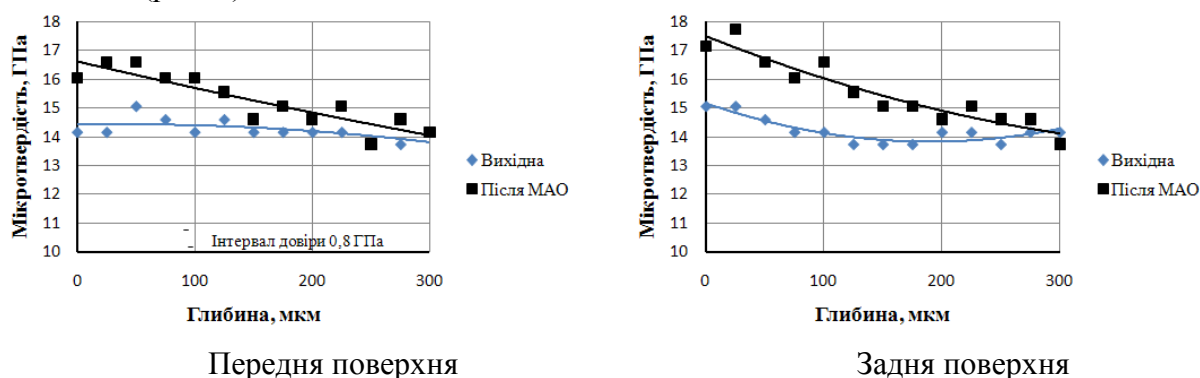 18
17
16
15
14
13
12
11
10
Мікротвердість, ГПа
0
100
200
300
Глибина, мкм
Інтервал довіри 0,8 ГПа
Вихідна
Після МАО
Передня поверхня
18
17
16
15
14
13
12
11
10
Мікротвердість, ГПа
0
100
200
300
Глибина, мкм
Вихідна
Після МАО
Задня поверхня